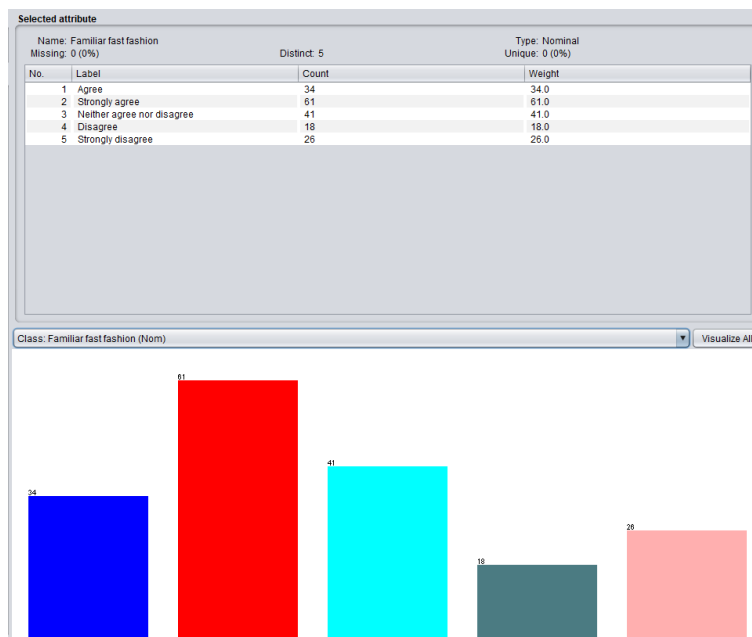 Selected attribute
Name: Familiar fast fashion Type: Nominal
Missing: 0 (0%) Distinct: 5 Unique: 0 (0%)
No. Label Count Weight
1 Agree 34 34.0
2 Strongly agree 61 61.0
3 Neither agree nor disagree 41 41.0
4 Disagree 18 18.0
5 Strongly disagree 26 26.0
Class: Familiar fast fashion (Nom) Visualize All
61
41
34
26
18